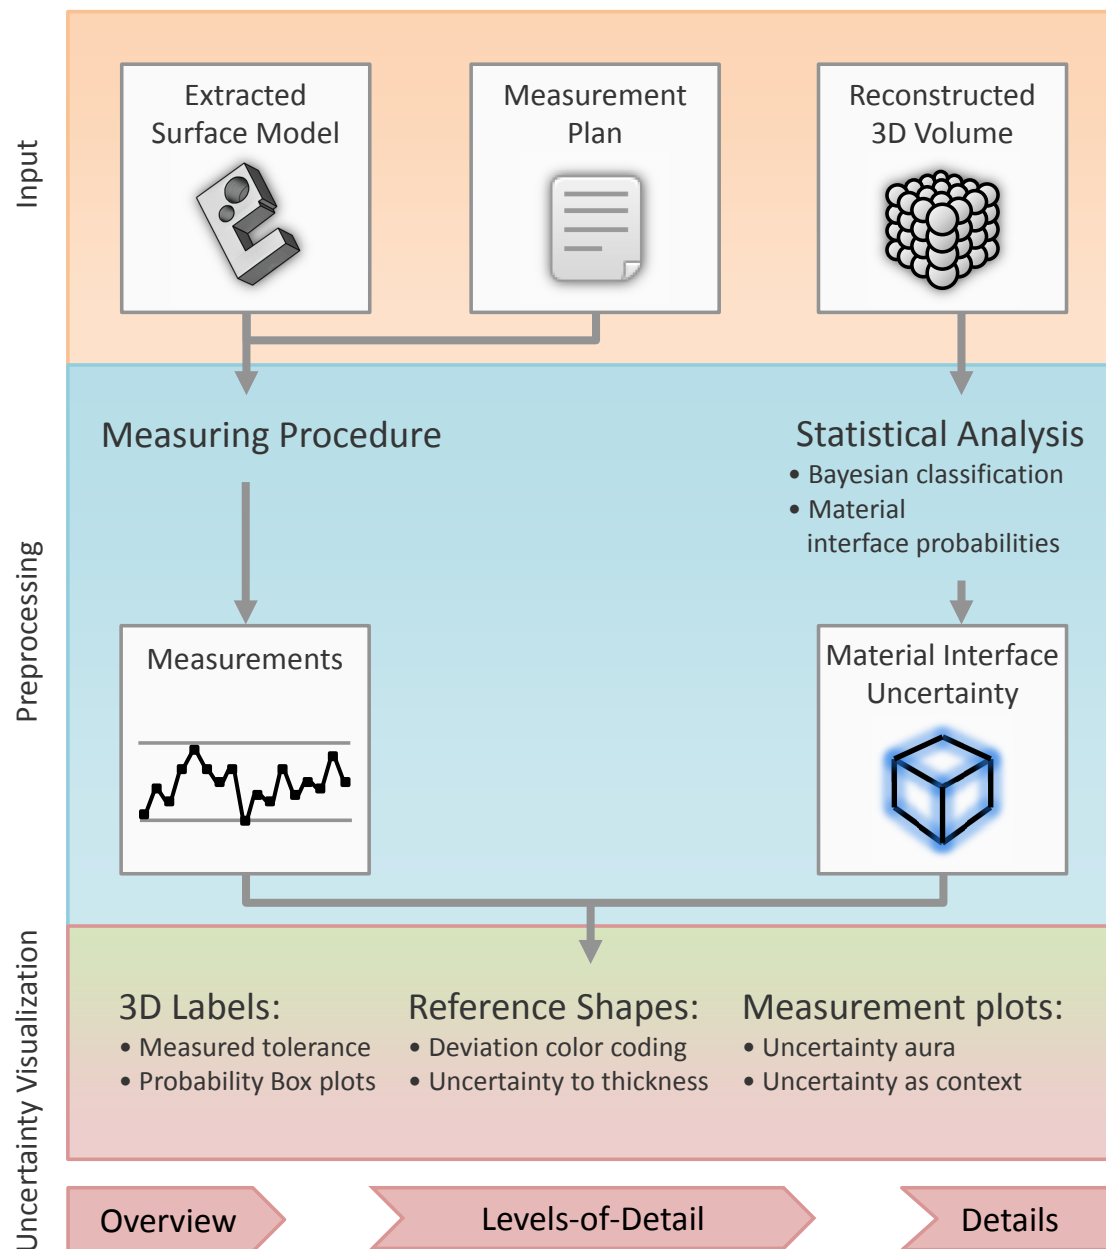 Input
Extracted
Surface Model
Measurement
Plan
Reconstructed
3D Volume
Preprocessing
Measuring Procedure
Statistical Analysis
• Bayesian classification
• Material
interface probabilities
Measurements
Material Interface
Uncertainty
Uncertainty Visualization
3D Labels:
• Measured tolerance
• Probability Box plots
Reference Shapes:
• Deviation color coding
• Uncertainty to thickness
Measurement plots:
• Uncertainty aura
• Uncertainty as context
Overview
Levels-of-Detail
Details